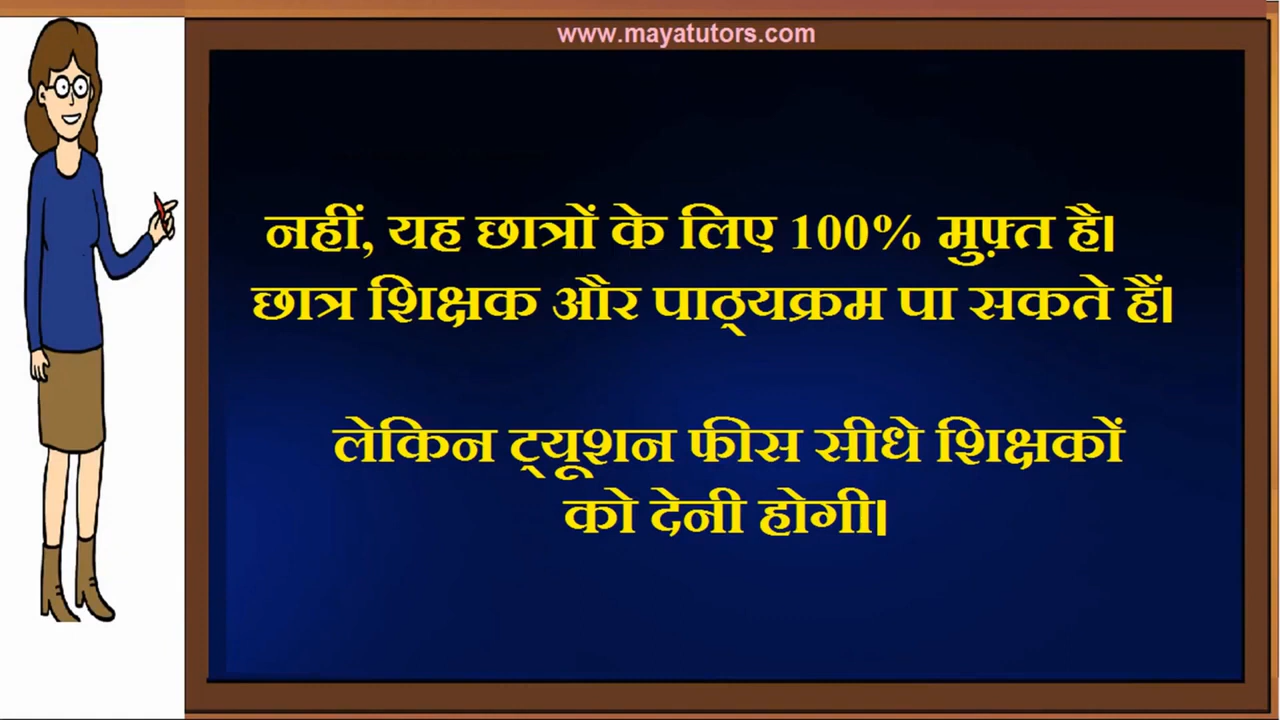 www.mayatutors.com
नहीं, यह छात्रों के लिए 100% मुफ़्त है।
छात्र शिक्षक और पाठ्यक्रम पा सकते हैं।
लेकिन ट्यूशन फीस सीधे शिक्षकों
को देनी होगी।